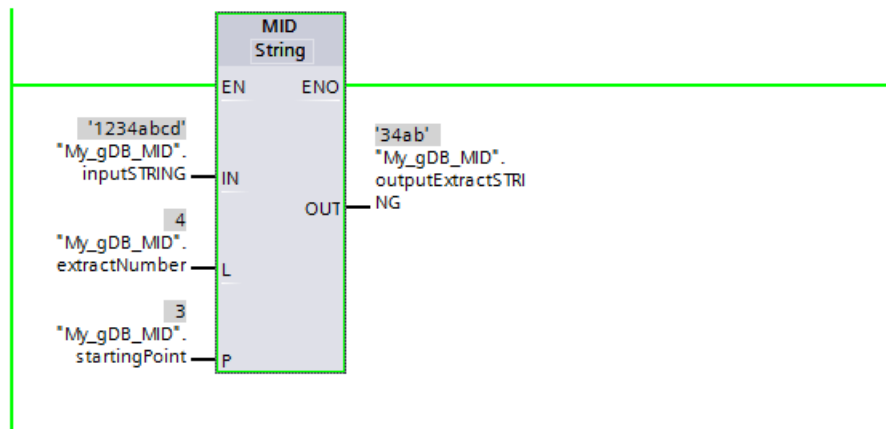 MID
String
EN ENO
'1234abcd'
"My_gDB_MID".
inputSTRING
IN
'34ab'
"My_gDB_MID".
outputExtractSTRI
NG
OUT
4
"My_gDB_MID".
extractNumber
L
3
"My_gDB_MID".
startingPoint
P